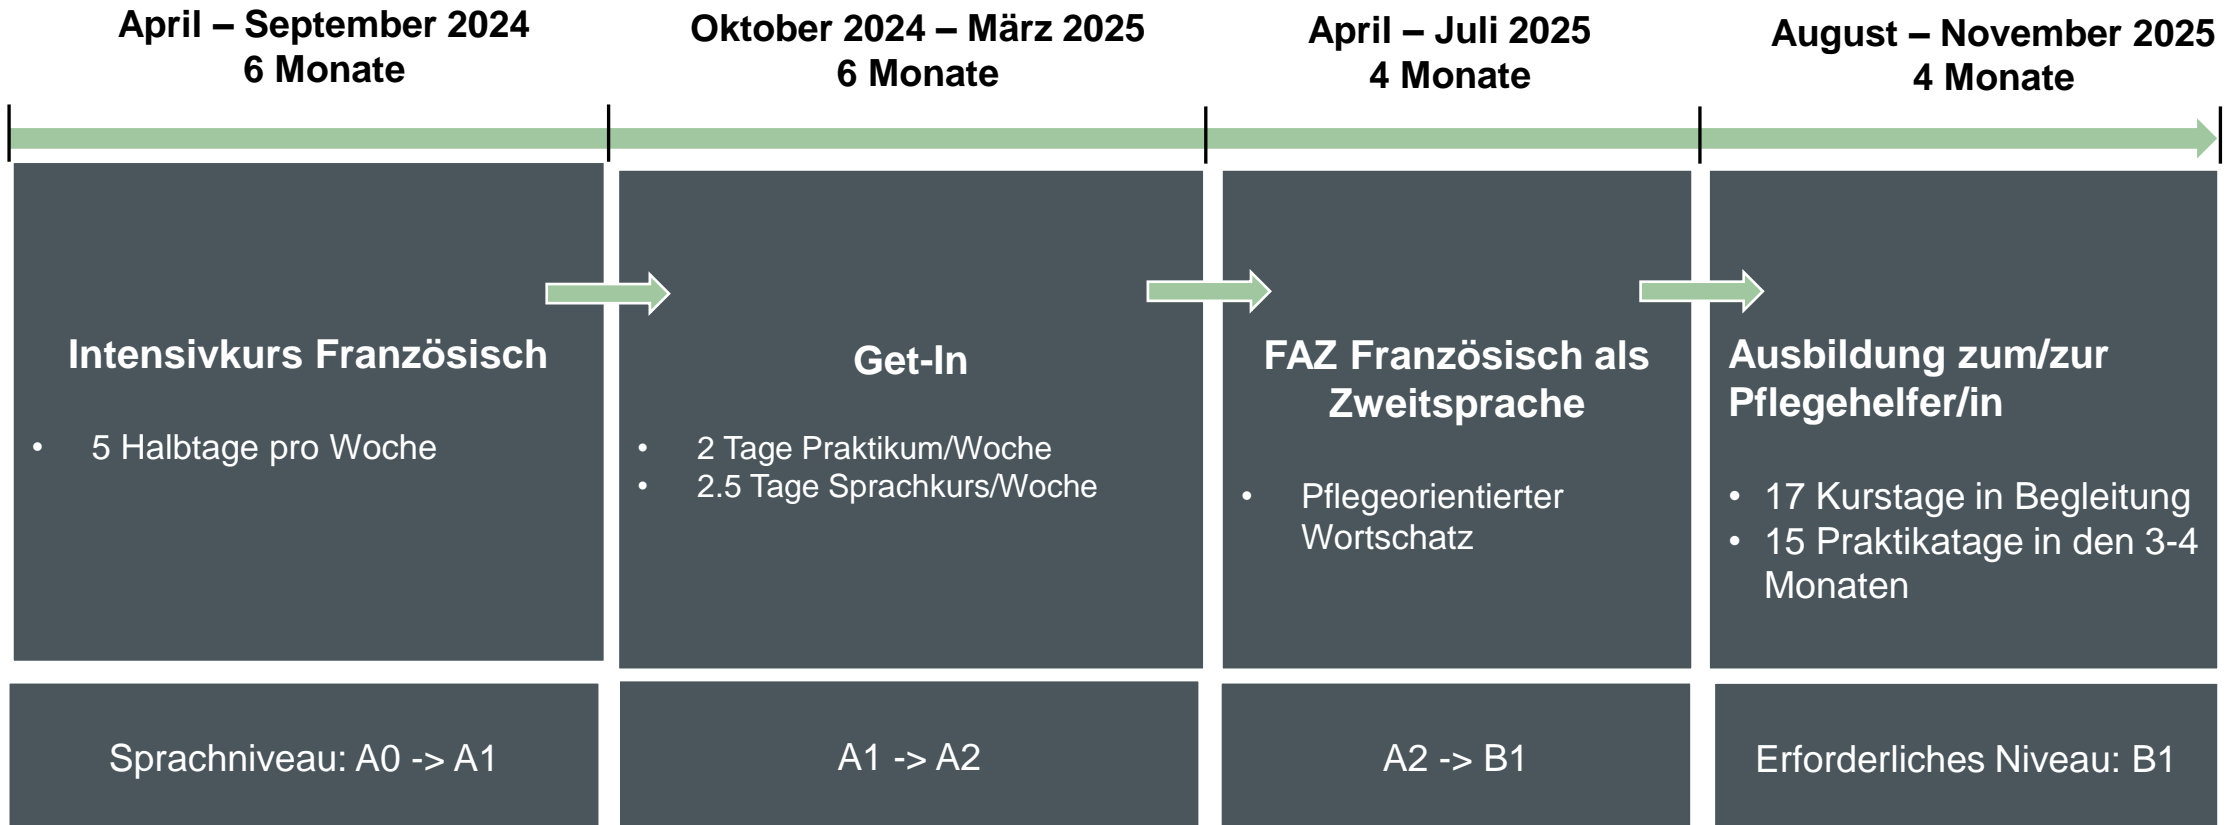 April – September 2024
6 Monate
Oktober 2024 – März 2025
6 Monate
April – Juli 2025
4 Monate
August – November 2025
4 Monate
Intensivkurs Französisch
• 5 Halbtage pro Woche
Get-In
• 2 Tage Praktikum/Woche
• 2.5 Tage Sprachkurs/Woche
FAZ Französisch als
Zweitsprache
• Pflegeorientierter
Wortschatz
Ausbildung zum/zur
Pflegehelfer/in
• 17 Kurstage in Begleitung
• 15 Praktikatage in den 3-4
Monaten
Sprachniveau: A0 -> A1
A1 -> A2
A2 -> B1
Erforderliches Niveau: B1